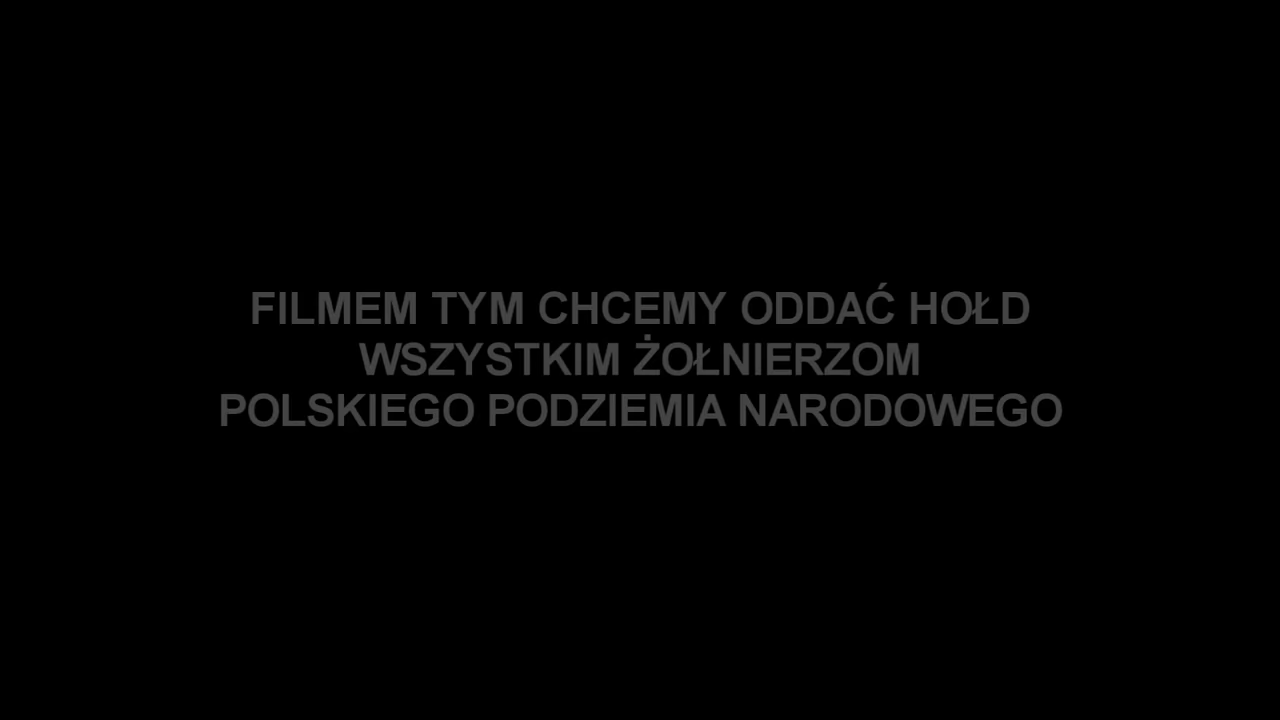 FILMEM TYM CHCEMY ODDAĆ HOŁD
WSZYSTKIM ŻOŁNIERZOM
POLSKIEGO PODZIEMIA NARODOWEGO